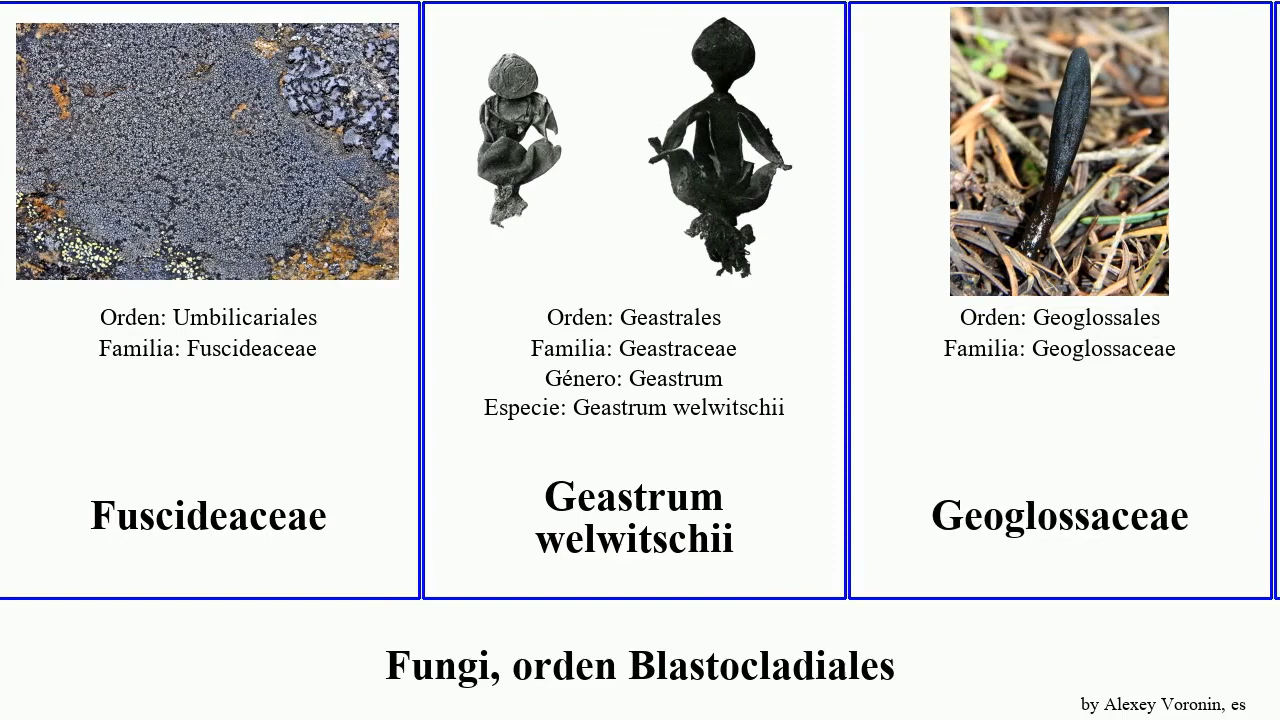 Orden: Umbilicariales
Familia: Fuscideaceae
Fuscideaceae
Orden: Geastrales
Familia: Geastraceae
Género: Geastrum
Especie: Geastrum welwitschii
Geastrum
welwitschii
Orden: Geoglossales
Familia: Geoglossaceae
Geoglossaceae
Fungi, orden Blastocladiales
by Alexey Voronin, es